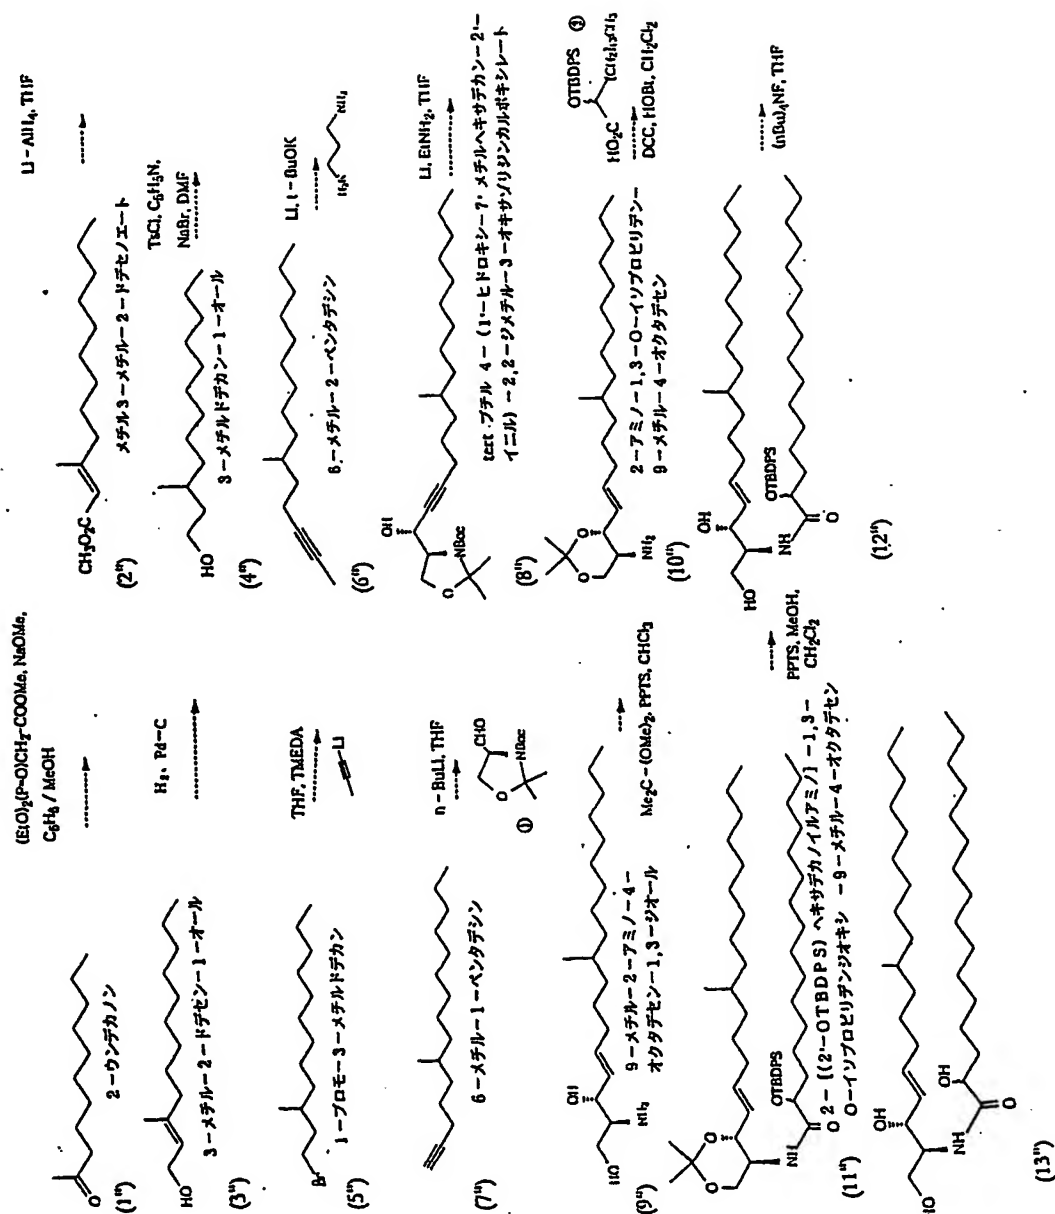 (EtO)₂(P=O)CH₂-COOMe, NaOMe,
C₆H₆ / MeOH
2-ウンデカノン
(1")
Li-AlH₄, THF
CH₃O₂C
メチル3-メチル-2-ドデセノエート
(2")
H₂, Pd-C
HO
3-メチル-2-ドデセン-1-オール
(3")
TsCl, C₆H₅N,
NaBr, DMF
HO
3-メチルドデカン-1-オール
(4")
THF, TMEDA
Li
Br
1-ブロモ-3-メチルドデカン
(5")
Li, t-BuOK
H₂N
NH₂
6-メチル-2-ペンタデシン
(6")
n-BuLi, THF
CHO
O
NBoc
①
6-メチル-1-ペンタデシン
(7")
Li, EtNH₂, THF
OH
O
NBoc
tert-ブチル 4-(1'-ヒドロキシ-7'メチルヘキサデカン-2'-
イニル)-2,2-ジメチル-3-オキサゾリジンカルボキシレート
(8")
Me₂C-(OMe)₂, PPTS, CHCl₃
OH
HO
NH₂
9-メチル-2-アミノ-4-
オクタデセン-1,3-ジオール
(9")
OTBDPS ②
HO₂C
(CH₂)₁₃CH₃
DCC, HOBt, CH₂Cl₂
O
O
NH₂
2-アミノ-1,3-O-イソプロピリデン-
9-メチル-4-オクタデセン
(10")
PPTS, MeOH,
CH₂Cl₂
O
O
NH
OTBDPS
O
2-[(2'-OTBDPS)ヘキサデカノイルアミノ]-1,3-
O-イソプロピリデンジオキシ-9-メチル-4-オクタデセン
(11")
(nBu)₄NF, THF
OH
HO
NH
OTBDPS
O
(12")
OH
HO
NH
OH
O
(13")